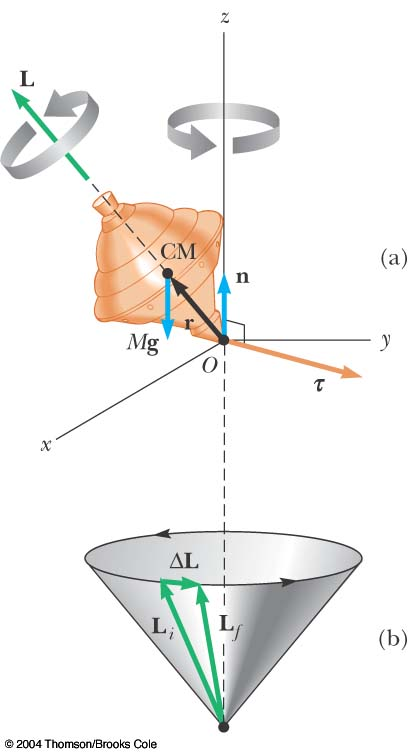 z
L
CM
(a)
n
r
Mg
y
O
τ
x
ΔL
L_i
L_f
(b)
© 2004 Thomson/Brooks Cole